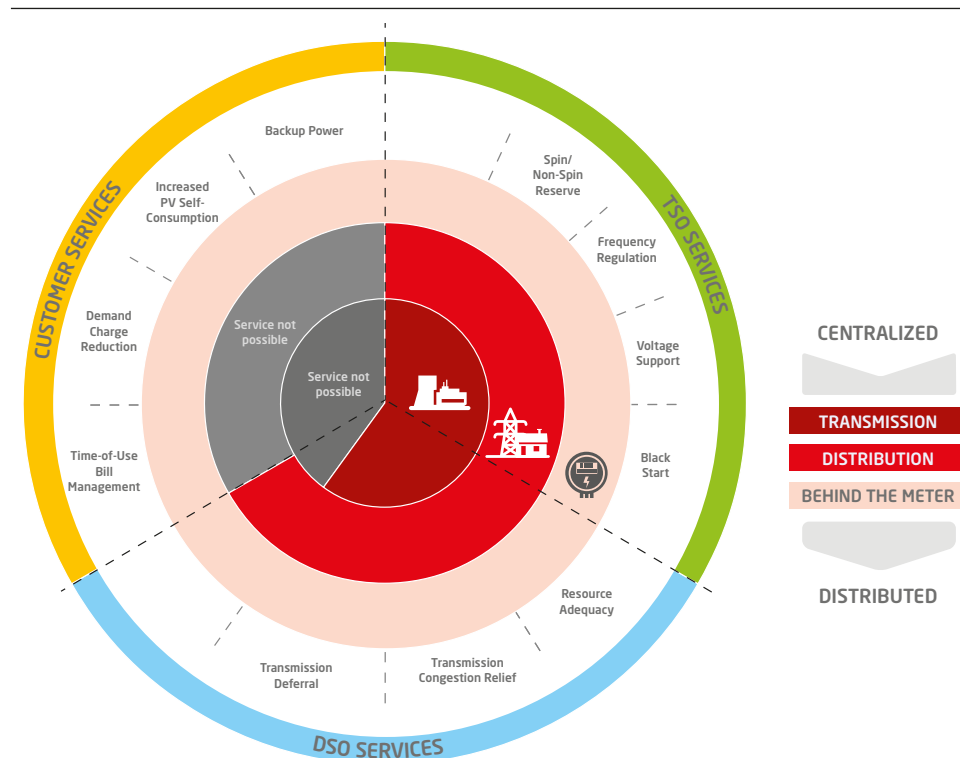 Backup Power
Increased
PV Self-
Consumption
Demand
Charge
Reduction
Time-of-Use
Bill
Management
CUSTOMER SERVICES
Spin/
Non-Spin
Reserve
Frequency
Regulation
Voltage
Support
Black
Start
TSO SERVICES
Resource
Adequacy
Transmission
Congestion Relief
Transmission
Deferral
DSO SERVICES
Service not
possible
Service not
possible
CENTRALIZED
TRANSMISSION
DISTRIBUTION
BEHIND THE METER
DISTRIBUTED